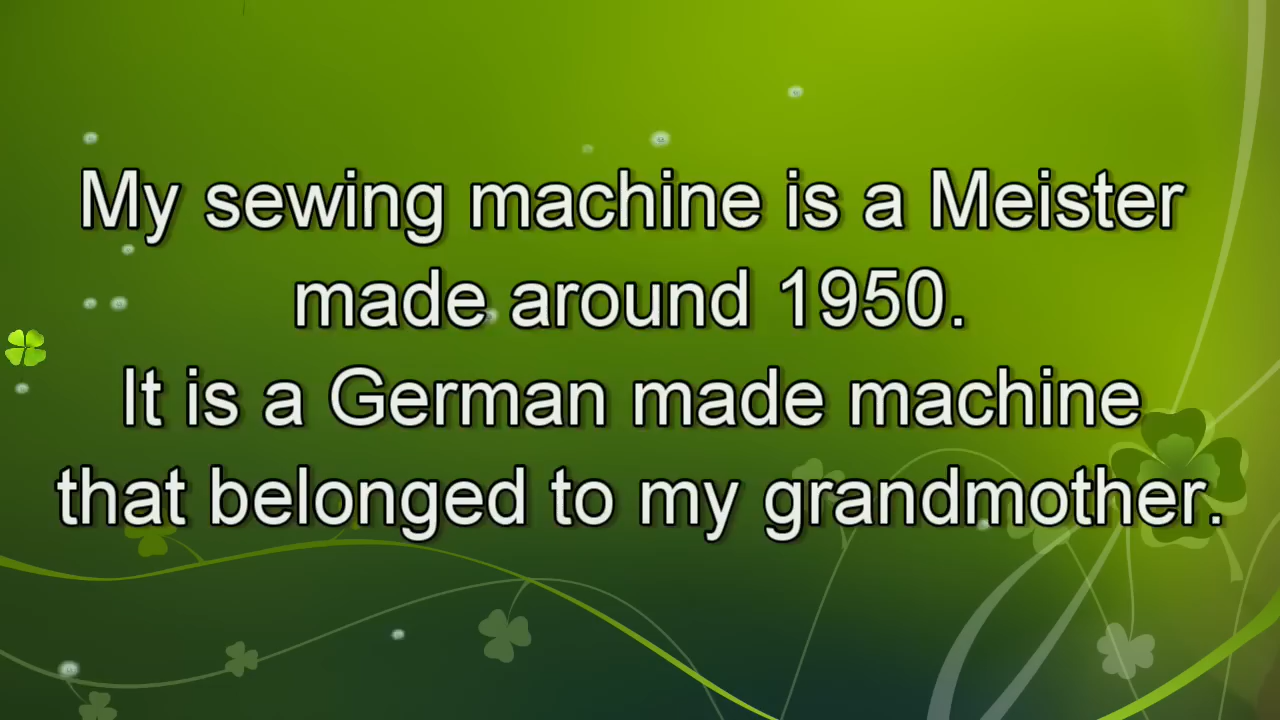 My sewing machine is a Meister
made around 1950.
It is a German made machine
that belonged to my grandmother.